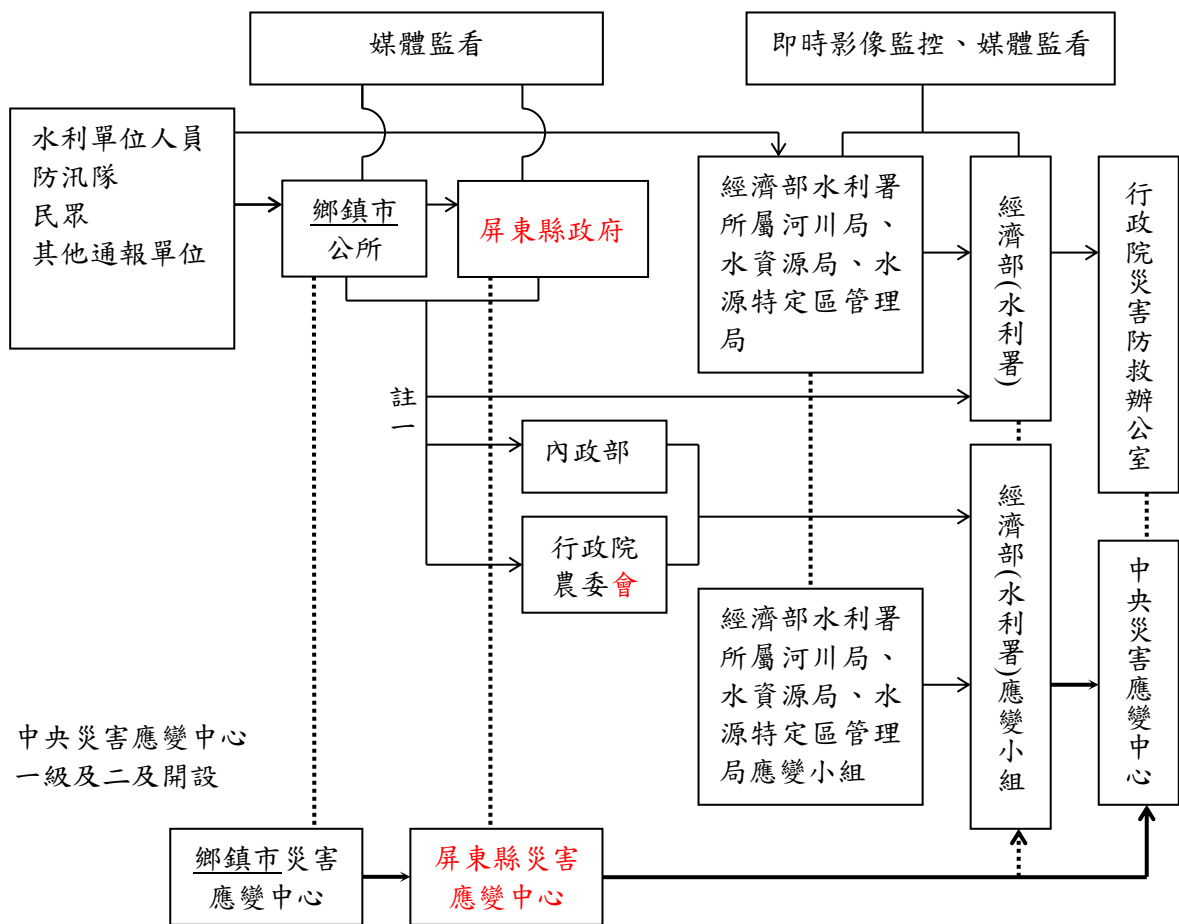 媒體監看
即時影像監控、媒體監看
水利單位人員
防汛隊
民眾
其他通報單位
鄉鎮市
公所
屏東縣政府
經濟部水利署
所屬河川局、
水資源局、水
源特定區管理
局
經濟部(水利署)
行政院災害防救辦公室
註一
內政部
行政院
農委會
經濟部水利署
所屬河川局、
水資源局、水
源特定區管理
局應變小組
經濟部(水利署)應變小組
中央災害應變中心
中央災害應變中心
一級及二及開設
鄉鎮市災害
應變中心
屏東縣災害
應變中心